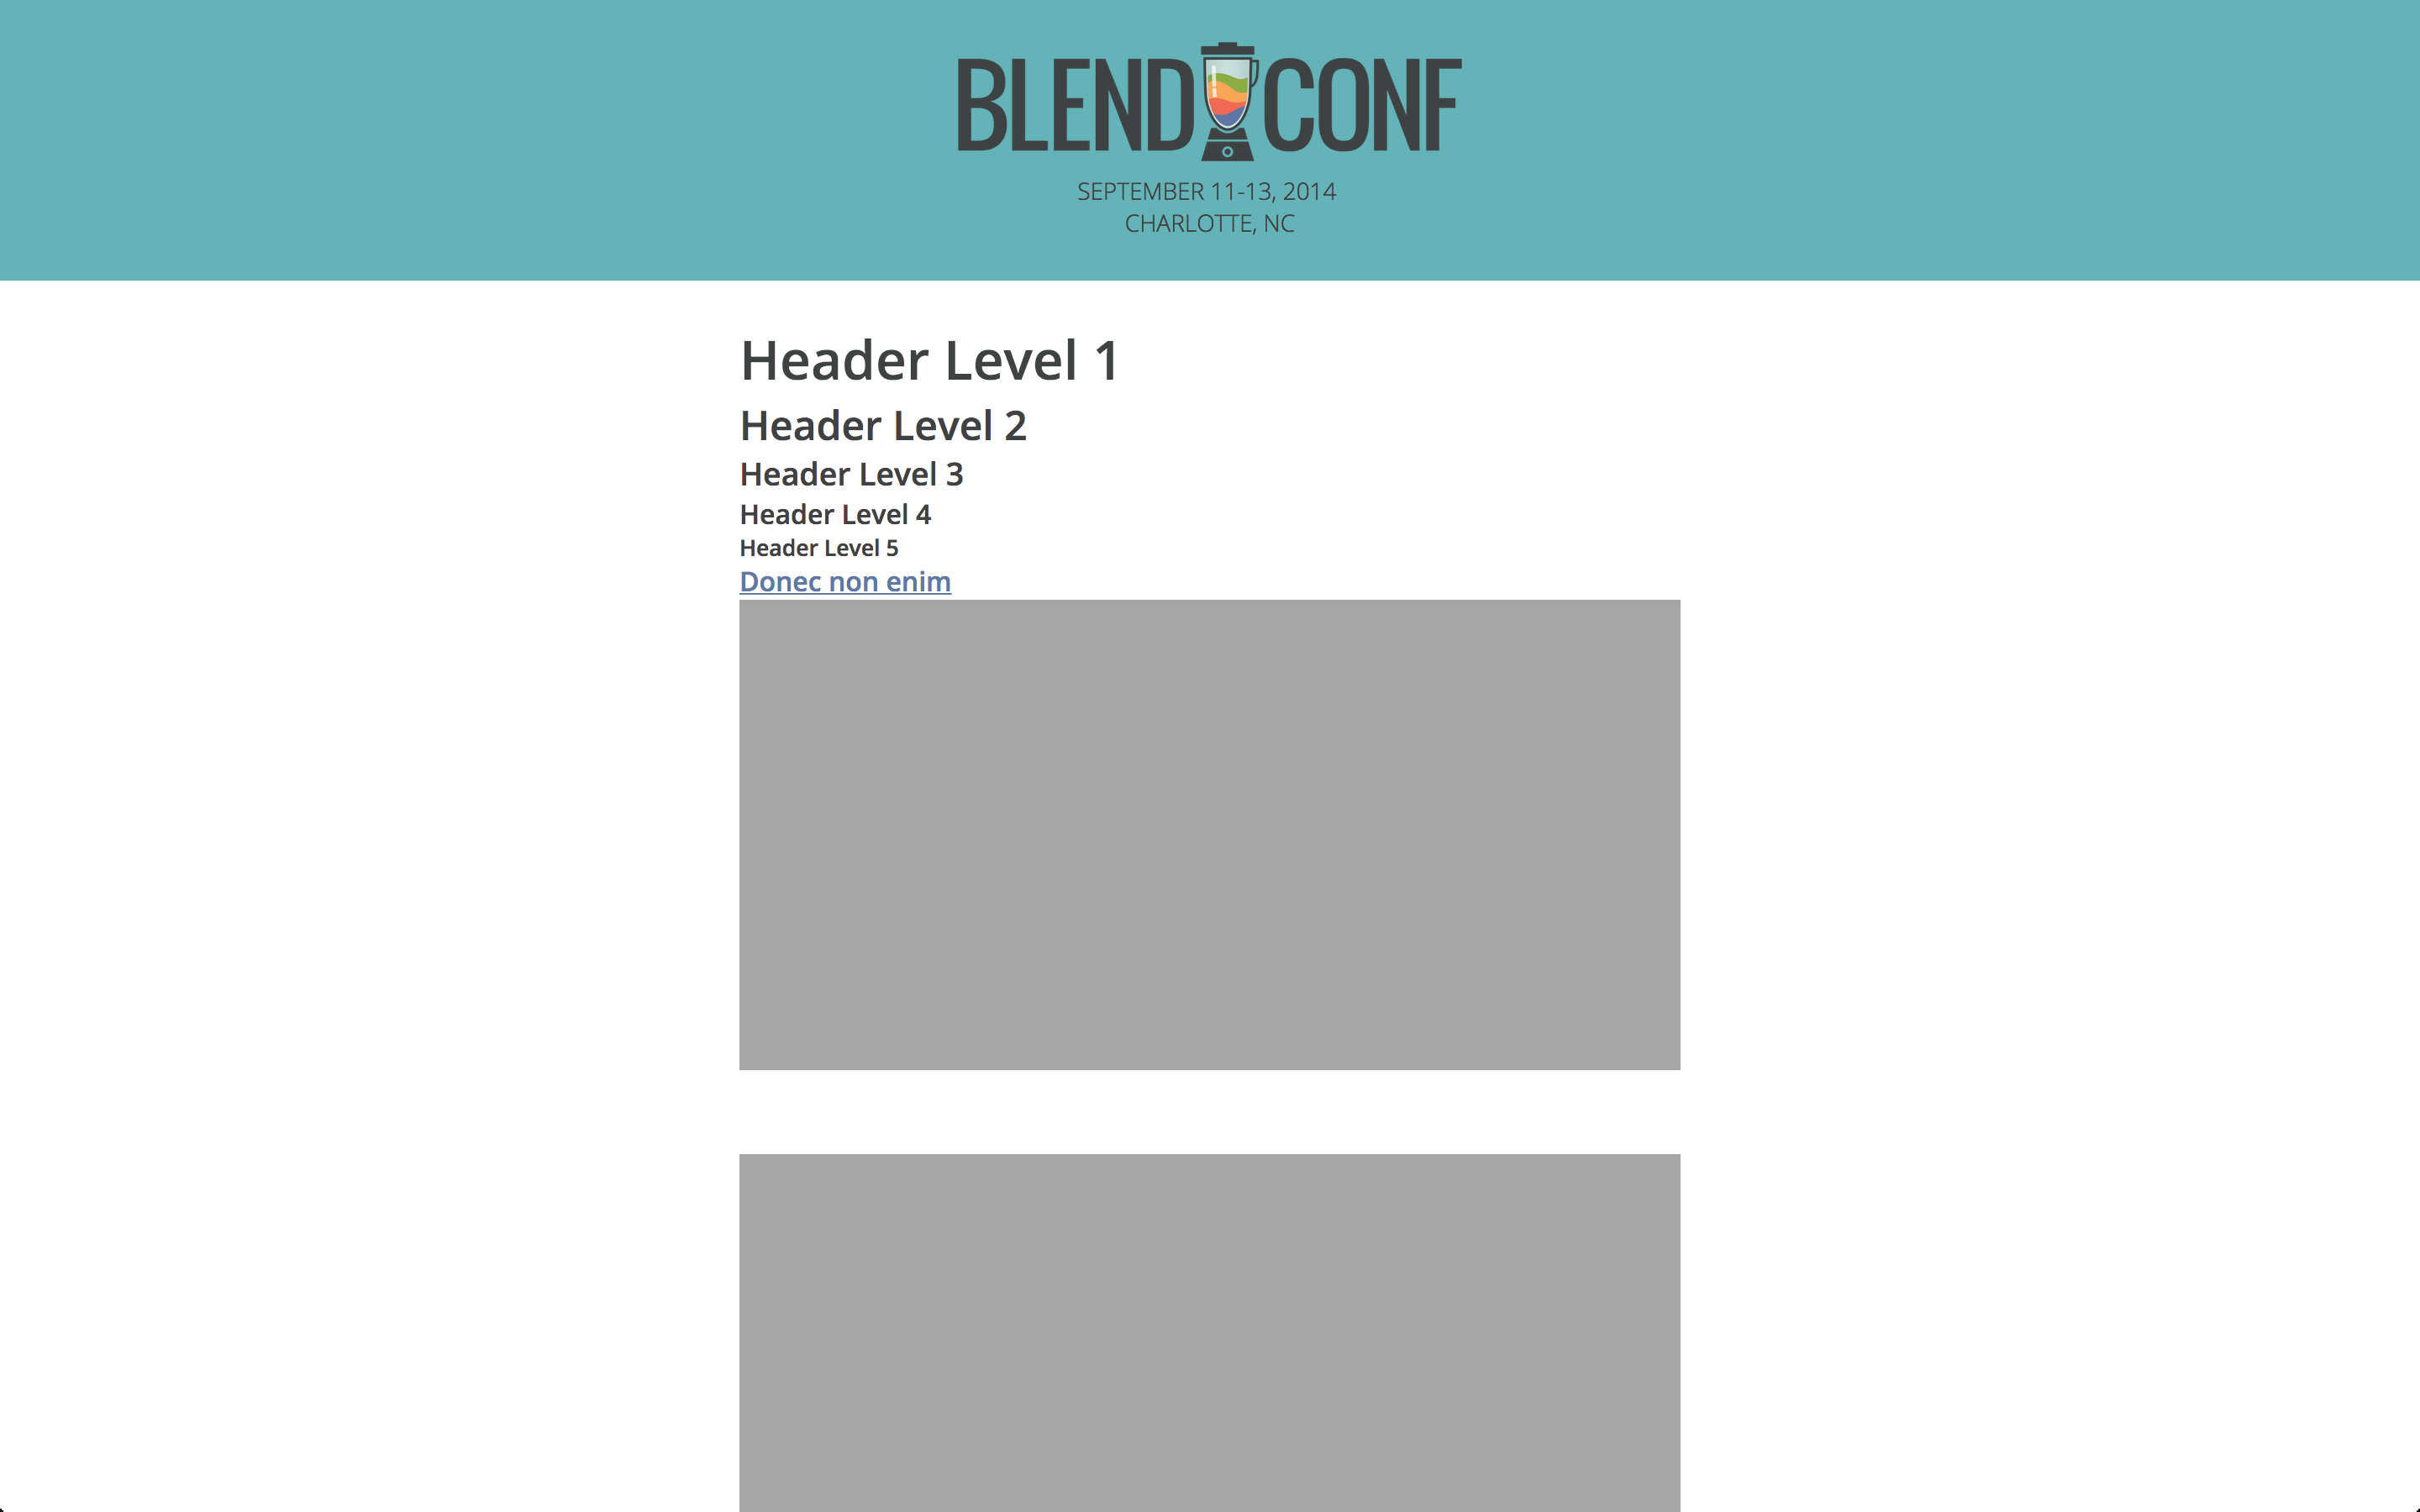 BLEND CONF
SEPTEMBER 11-13, 2014
CHARLOTTE, NC
Header Level 1
Header Level 2
Header Level 3
Header Level 4
Header Level 5
Donec non enim